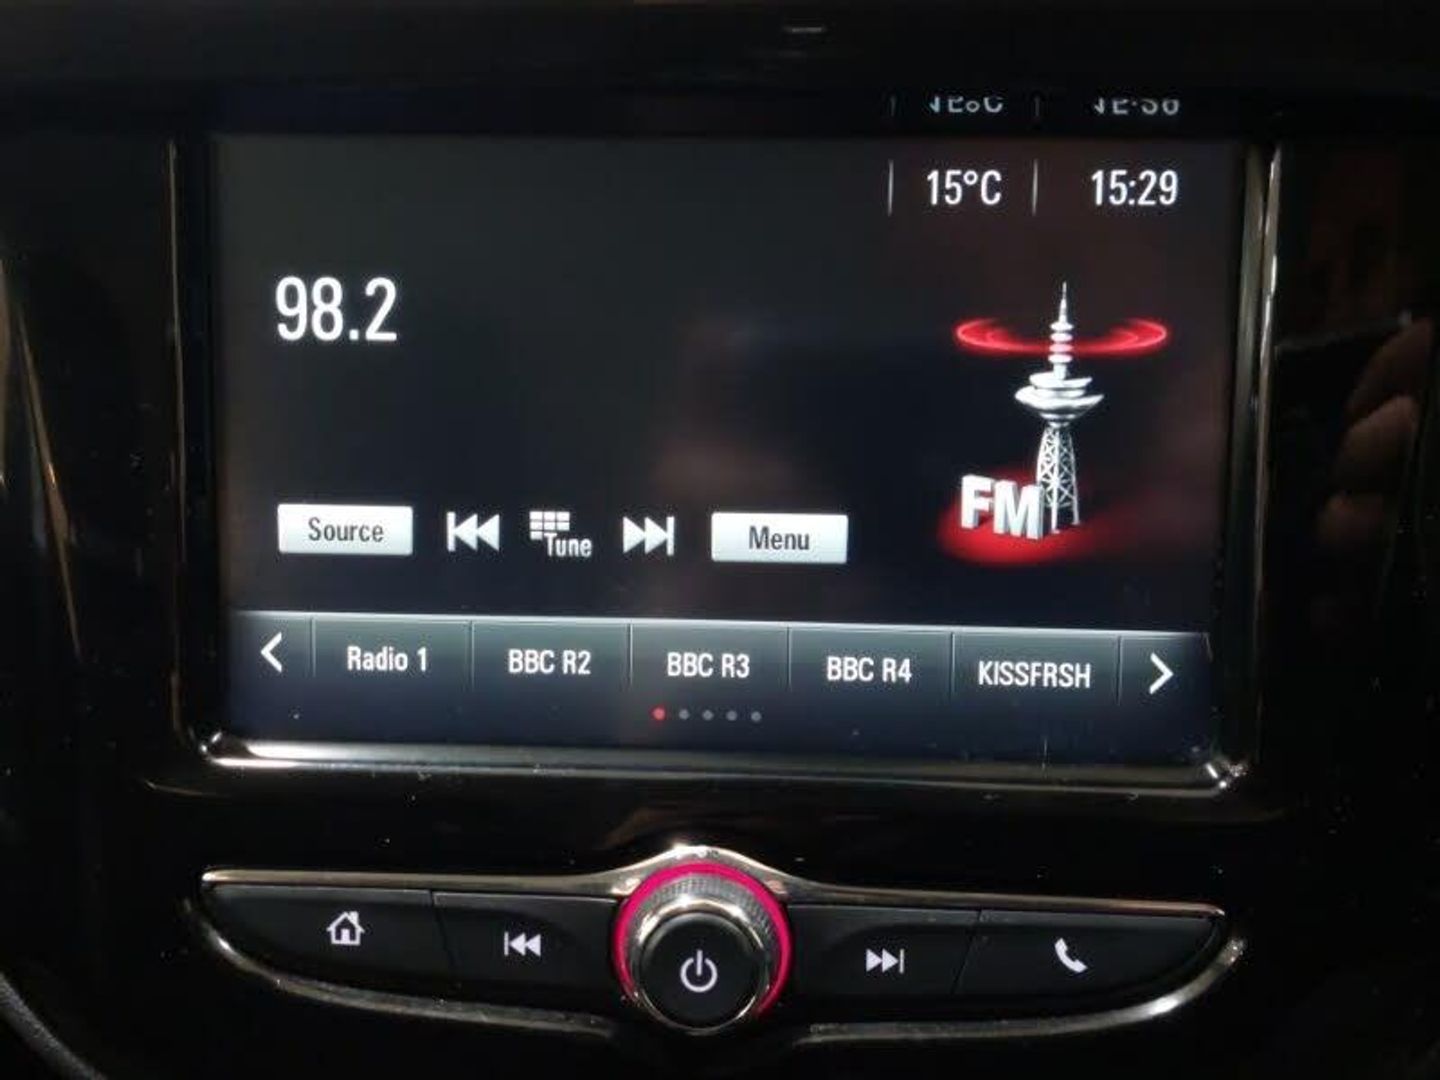 15°C 15:29
98.2
FM
Source Tune Menu
Radio 1 BBC R2 BBC R3 BBC R4 KISSFRSH